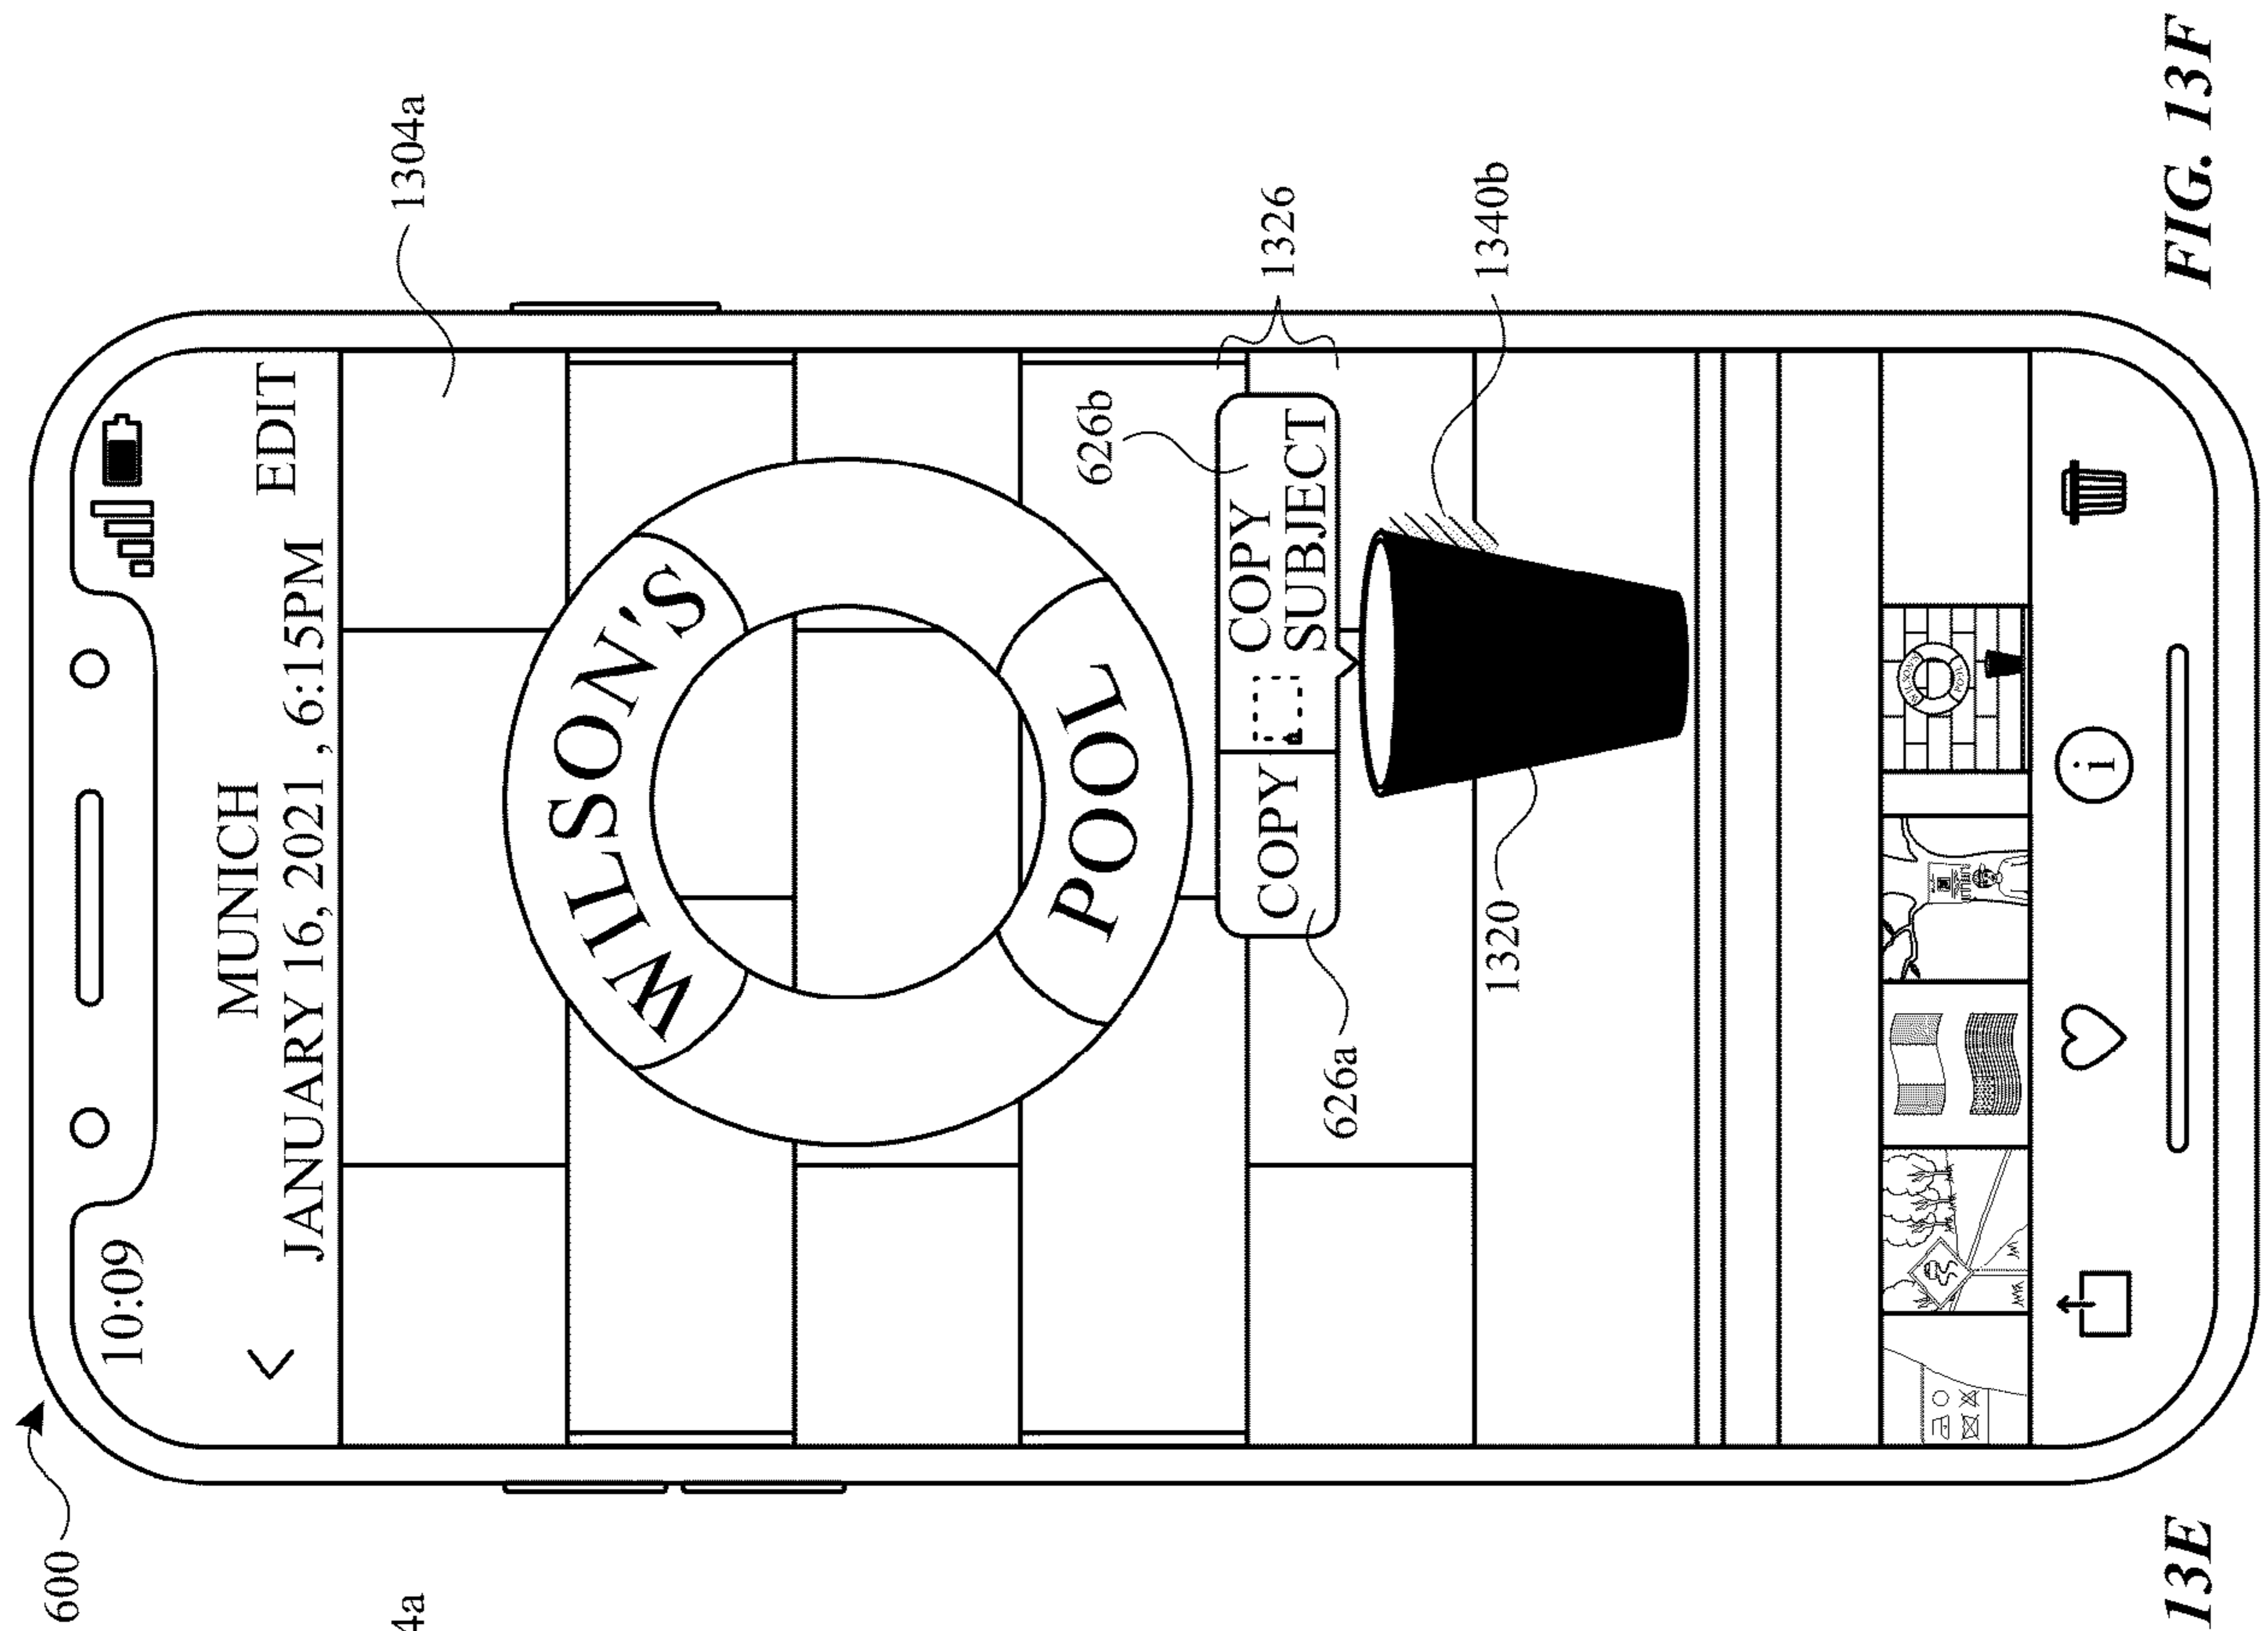 600
10:09
MUNICH
JANUARY 16, 2021 , 6:15PM
EDIT
1304a
WILSON'S
POOL
626b
1326
COPY
COPY
SUBJECT
626a
1340b
1320
i
4a
13E
FIG. 13F